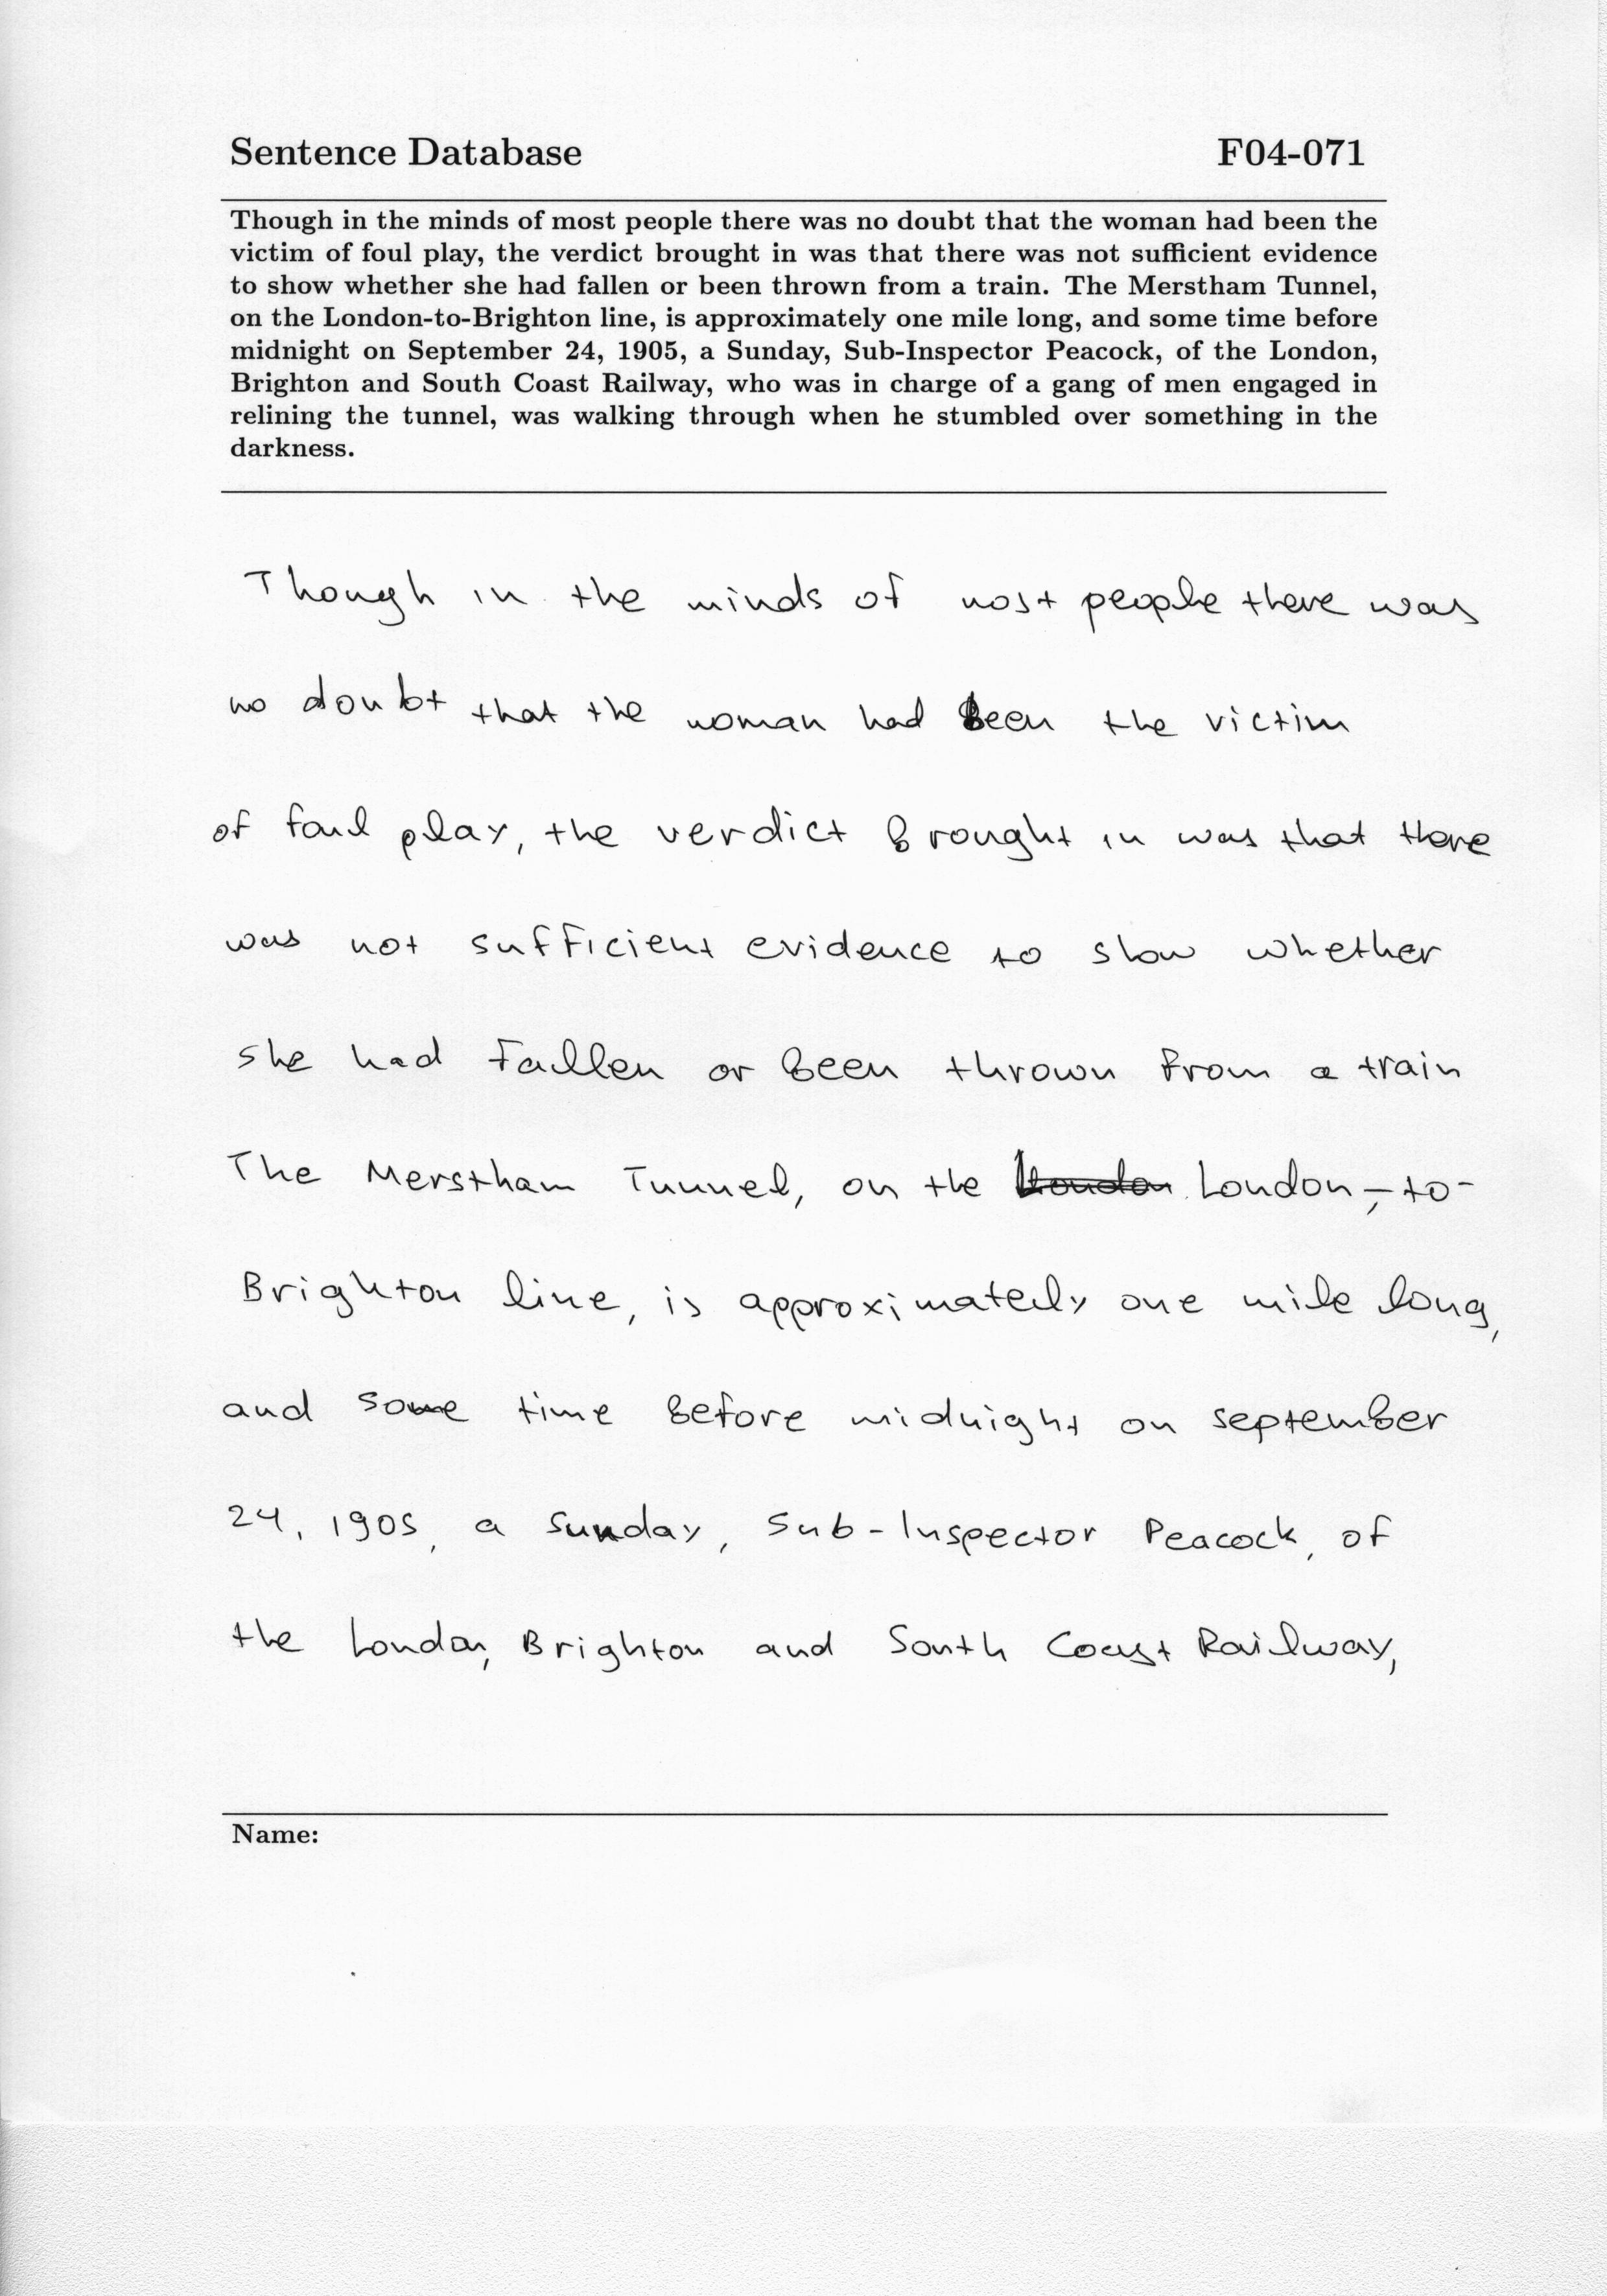 Sentence Database F04-071
Though in the minds of most people there was no doubt that the woman had been the
victim of foul play, the verdict brought in was that there was not sufficient evidence
to show whether she had fallen or been thrown from a train. The Merstham Tunnel,
on the London-to-Brighton line, is approximately one mile long, and some time before
midnight on September 24, 1905, a Sunday, Sub-Inspector Peacock, of the London,
Brighton and South Coast Railway, who was in charge of a gang of men engaged in
relining the tunnel, was walking through when he stumbled over something in the
darkness.
Though in the minds of most people there was
no doubt that the woman had been the victim
of foul play, the verdict brought in was that there
was not sufficient evidence to show whether
she had fallen or been thrown from a train
The Merstham Tunnel, on the London London,-to-
Brighton line, is approximately one mile long,
and some time before midnight on september
24, 1905, a Sunday, Sub-Inspector Peacock, of
the London, Brighton and South Coast Railway,
Name: